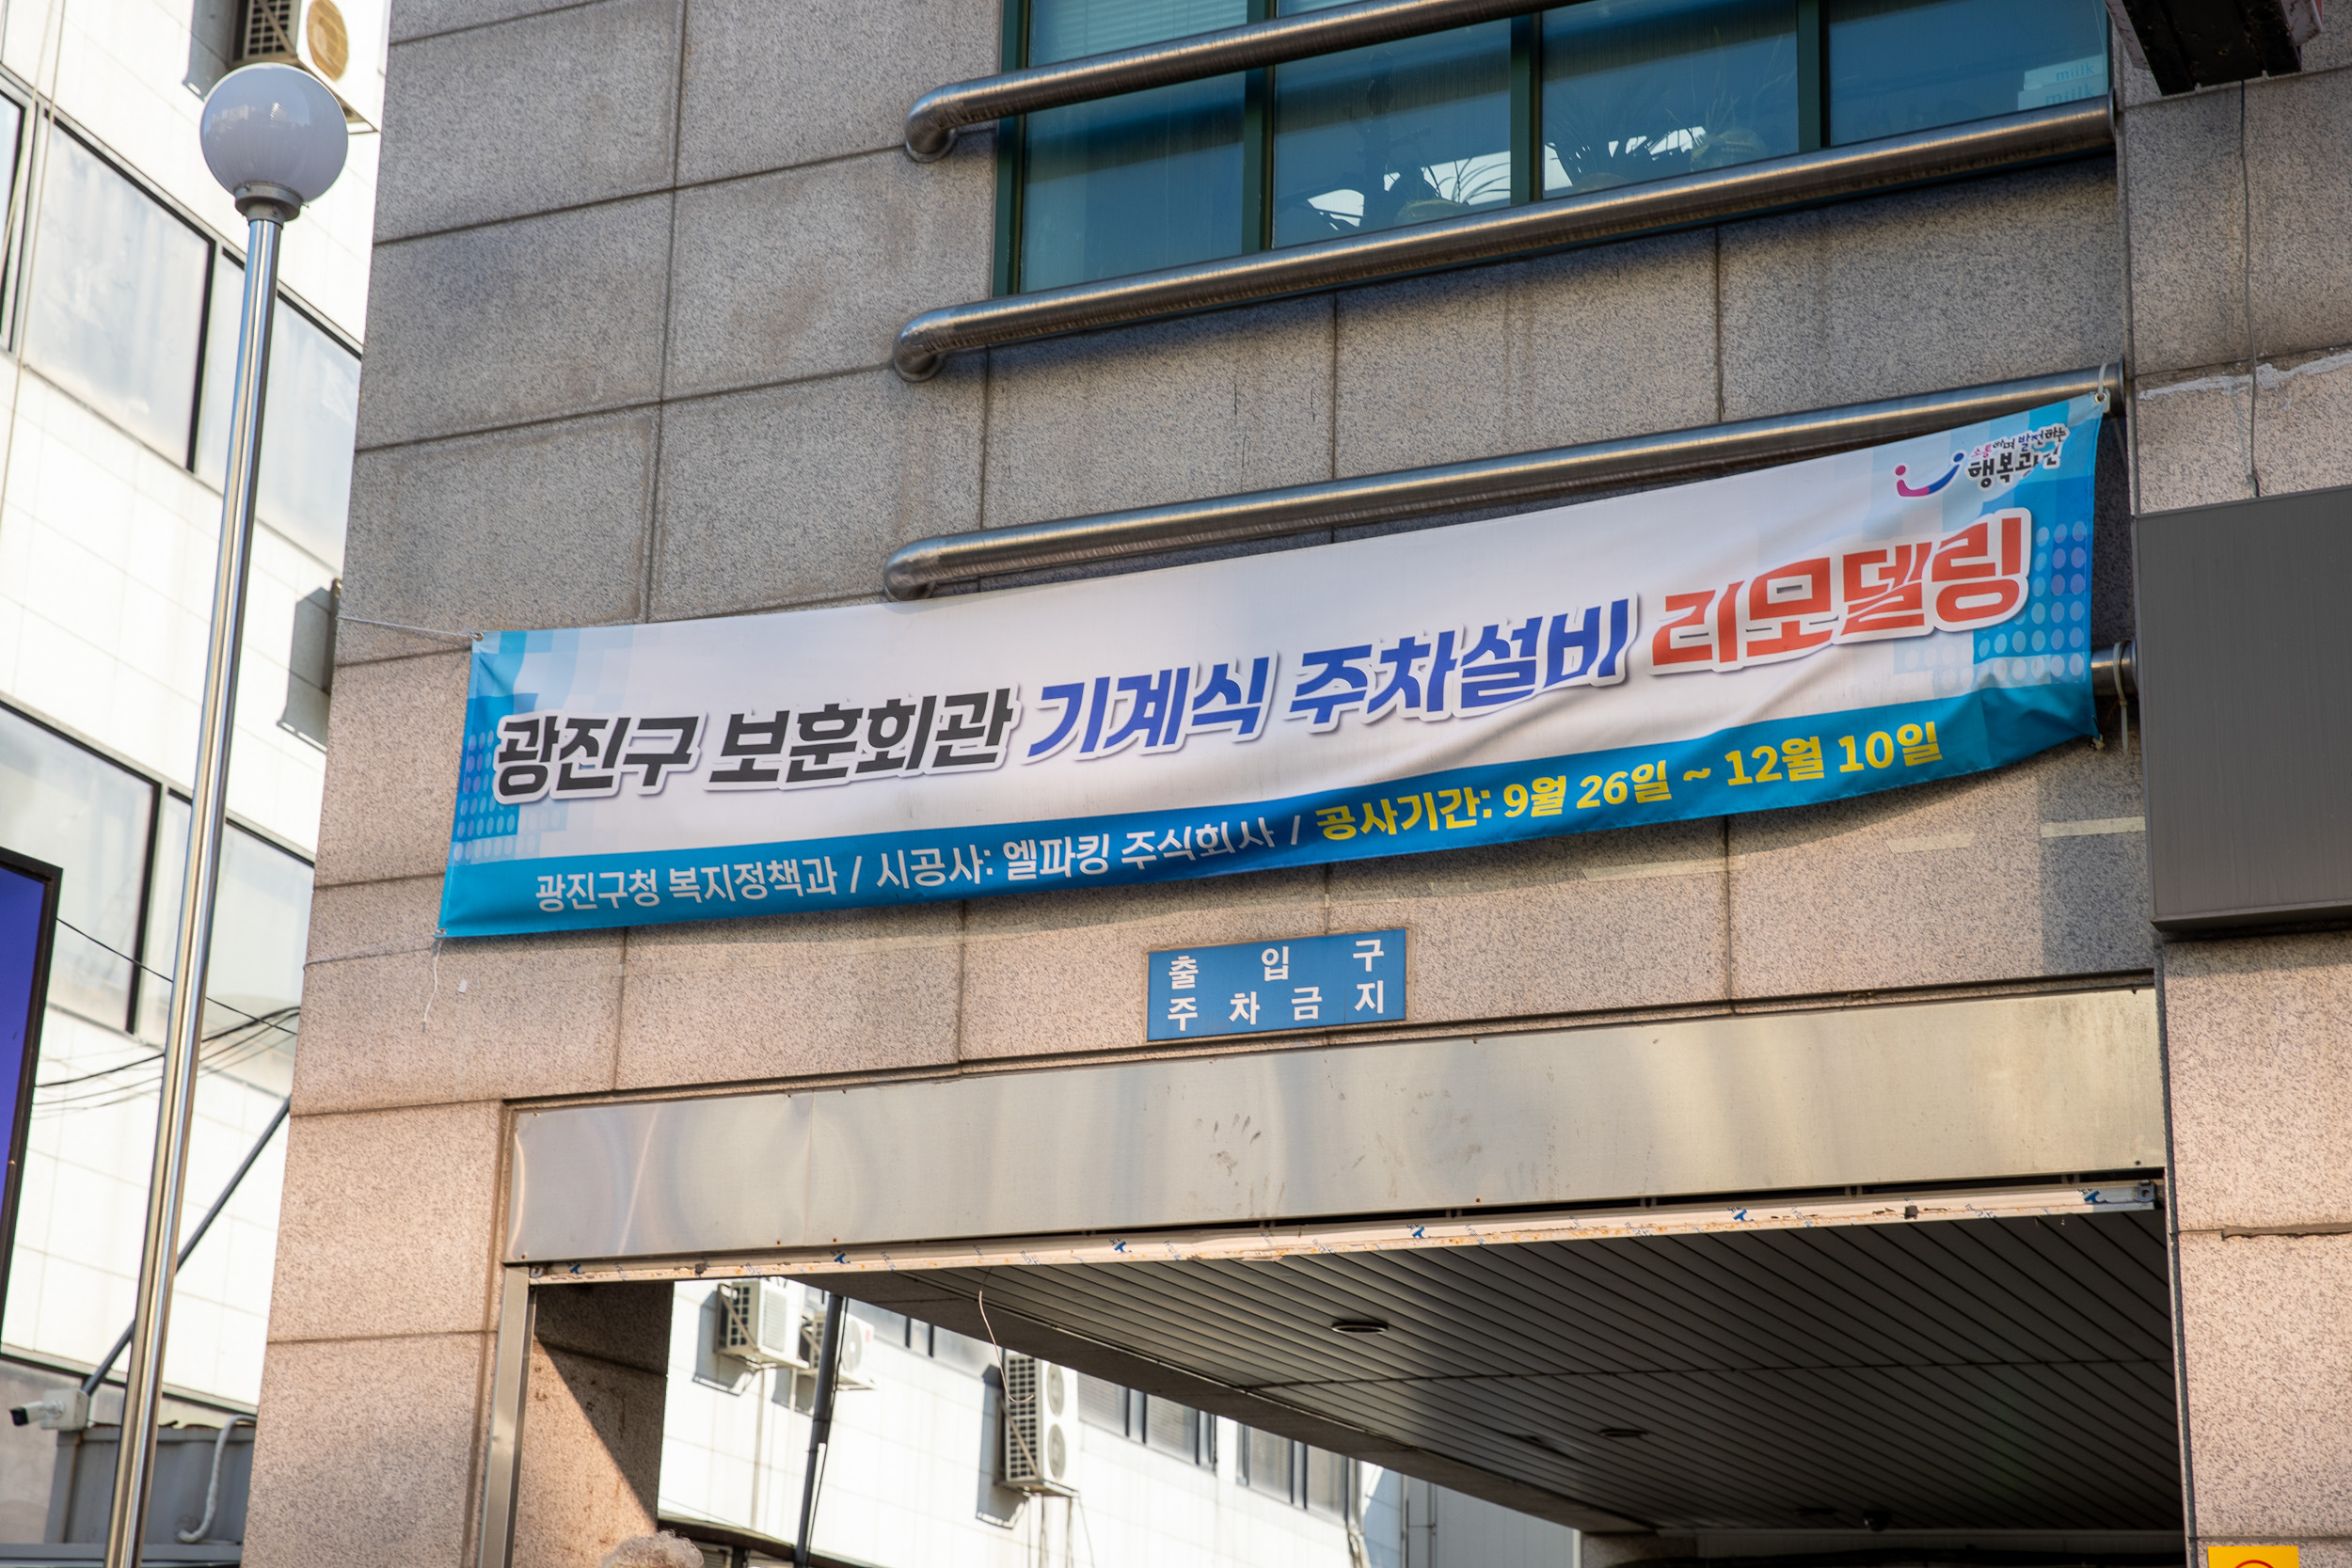 miilk
miilk
소통하며 발전하는
행복광진
광진구 보훈회관 기계식 주차설비 리모델링
광진구청 복지정책과 / 시공사: 엘파킹 주식회사 / 공사기간: 9월 26일 ~ 12월 10일
출 입 구
주 차 금 지